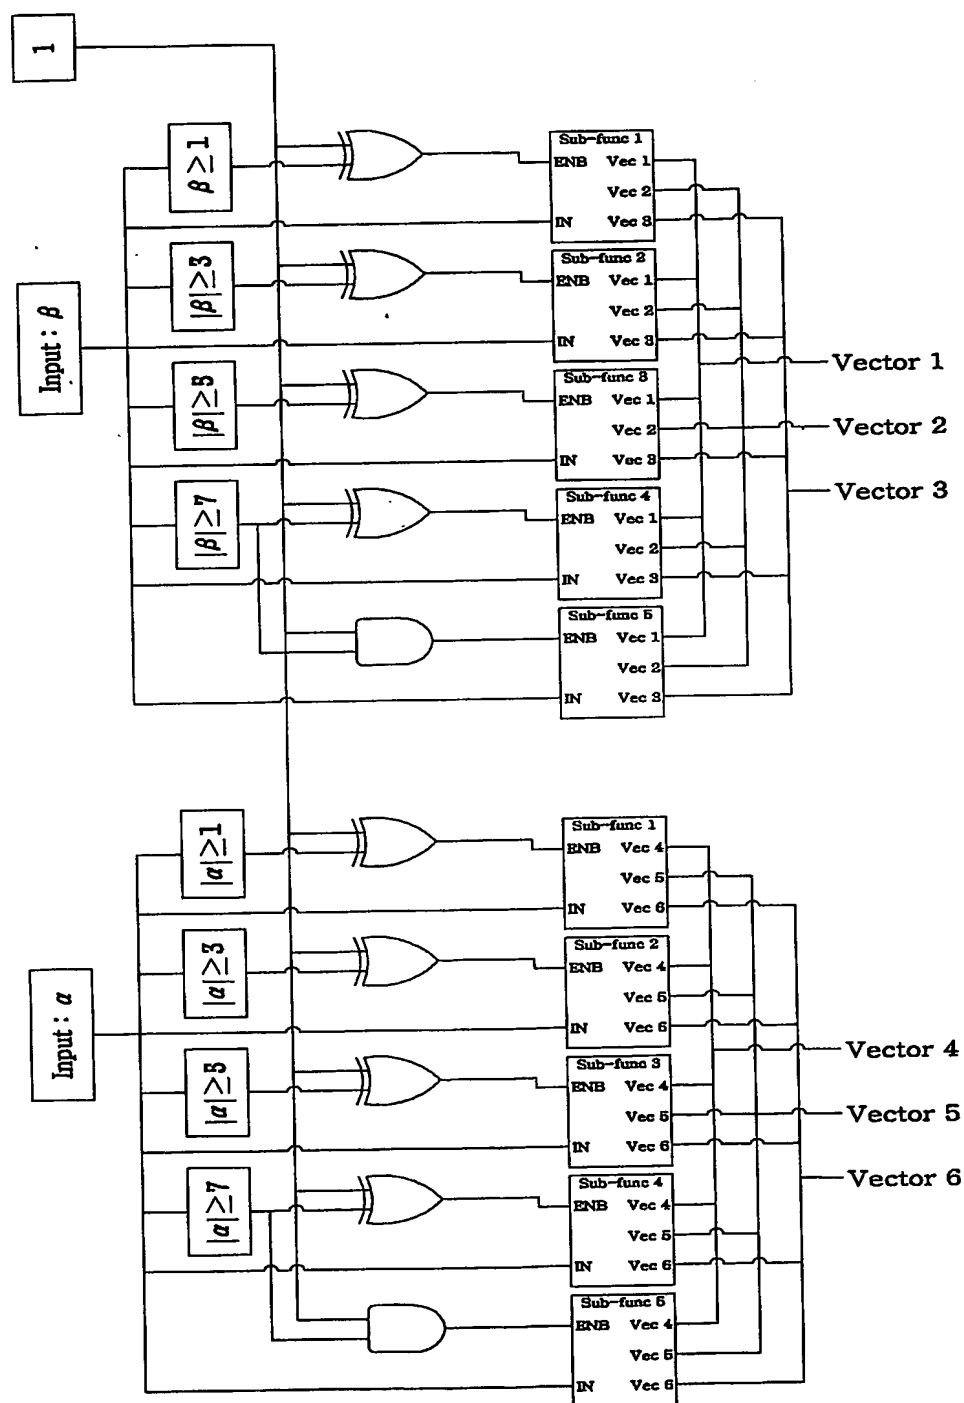 1
β ≥ 1
Sub-func 1
ENB Vec 1
Vec 2
IN Vec 3
|β| ≥ 3
Sub-func 2
ENB Vec 1
Vec 2
IN Vec 3
Input: β
Vector 1
|β| ≥ 5
Sub-func 3
ENB Vec 1
Vec 2
Vector 2
IN Vec 3
|β| ≥ 7
Sub-func 4
Vector 3
ENB Vec 1
Vec 2
IN Vec 3
Sub-func 5
ENB Vec 1
Vec 2
IN Vec 3
|α| ≥ 1
Sub-func 1
ENB Vec 4
Vec 5
IN Vec 6
|α| ≥ 3
Sub-func 2
ENB Vec 4
Vec 5
IN Vec 6
Input: α
Vector 4
|α| ≥ 5
Sub-func 3
ENB Vec 4
Vec 5
Vector 5
IN Vec 6
|α| ≥ 7
Sub-func 4
Vector 6
ENB Vec 4
Vec 5
IN Vec 6
Sub-func 5
ENB Vec 4
Vec 5
IN Vec 6